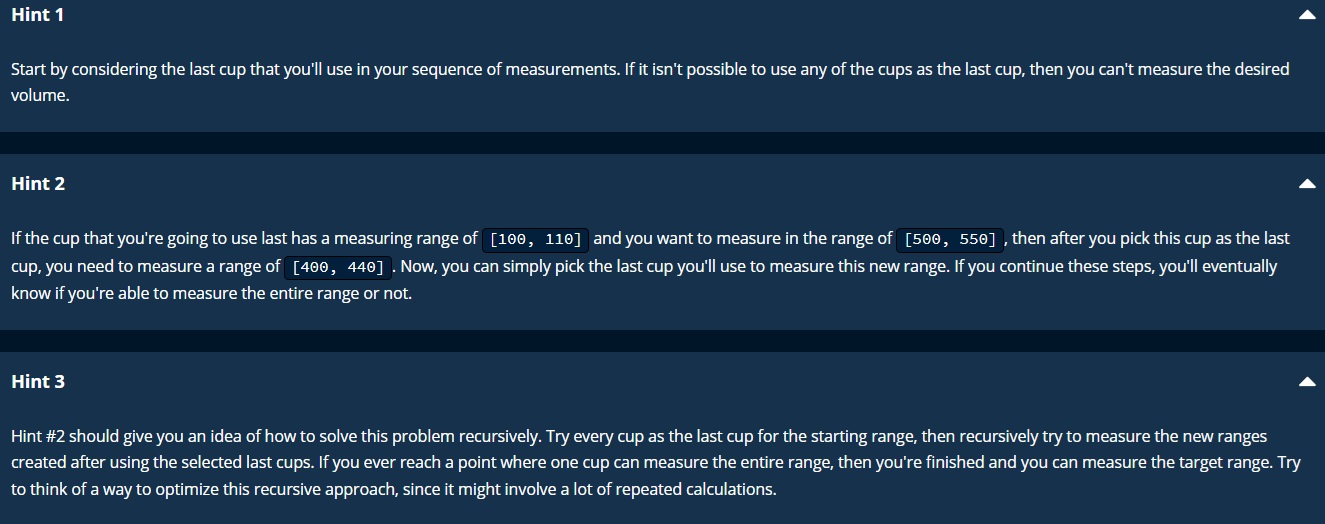 Hint 1
Start by considering the last cup that you'll use in your sequence of measurements. If it isn't possible to use any of the cups as the last cup, then you can't measure the desired
volume.
Hint 2
If the cup that you're going to use last has a measuring range of [100, 110] and you want to measure in the range of [500, 550], then after you pick this cup as the last
cup, you need to measure a range of [400, 440]. Now, you can simply pick the last cup you'll use to measure this new range. If you continue these steps, you'll eventually
know if you're able to measure the entire range or not.
Hint 3
Hint #2 should give you an idea of how to solve this problem recursively. Try every cup as the last cup for the starting range, then recursively try to measure the new ranges
created after using the selected last cups. If you ever reach a point where one cup can measure the entire range, then you're finished and you can measure the target range. Try
to think of a way to optimize this recursive approach, since it might involve a lot of repeated calculations.